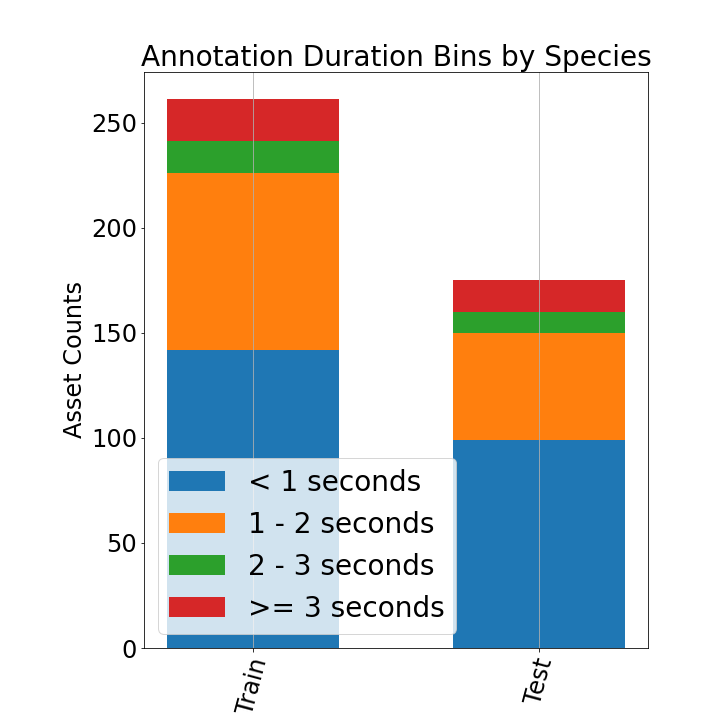 Annotation Duration Bins by Species
Asset Counts
250
200
150
100
50
0
< 1 seconds
1 - 2 seconds
2 - 3 seconds
>= 3 seconds
Train
Test